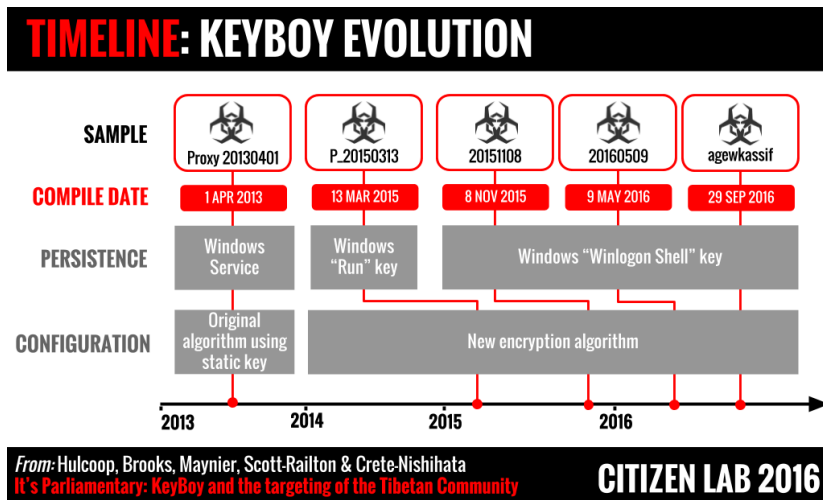 TIMELINE: KEYBOY EVOLUTION
SAMPLE
Proxy 20130401
P_20150313
20151108
20160509
agewkassif
COMPILE DATE
1 APR 2013
13 MAR 2015
8 NOV 2015
9 MAY 2016
29 SEP 2016
PERSISTENCE
Windows
Service
Windows
“Run” key
Windows “Winlogon Shell” key
CONFIGURATION
Original
algorithm using
static key
New encryption algorithm
2013
2014
2015
2016
From: Hulcoop, Brooks, Maynier, Scott-Railton & Crete-Nishihata
It's Parliamentary: KeyBoy and the targeting of the Tibetan Community
CITIZEN LAB 2016